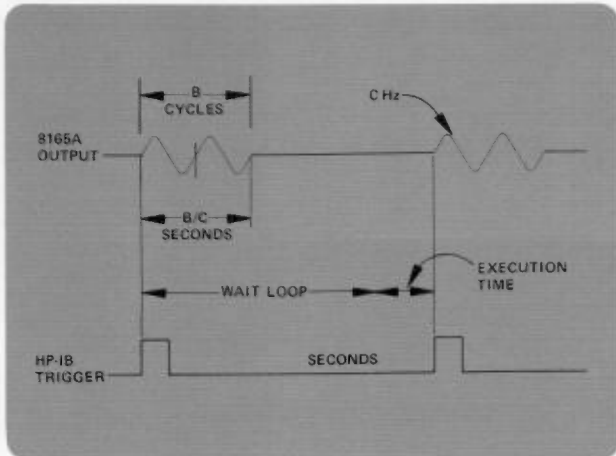 B
CYCLES
C Hz
8165A
OUTPUT
B/C
SECONDS
EXECUTION
TIME
WAIT LOOP
HP-IB
TRIGGER
SECONDS